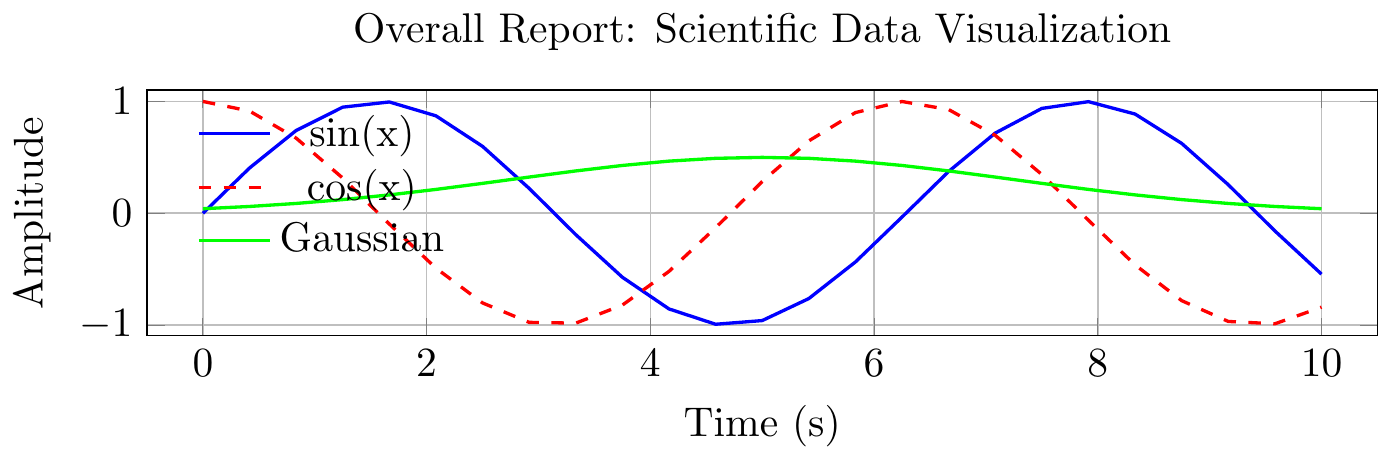 Overall Report: Scientific Data Visualization
Amplitude
1
0
−1
sin(x)
cos(x)
Gaussian
0 2 4 6 8 10
Time (s)